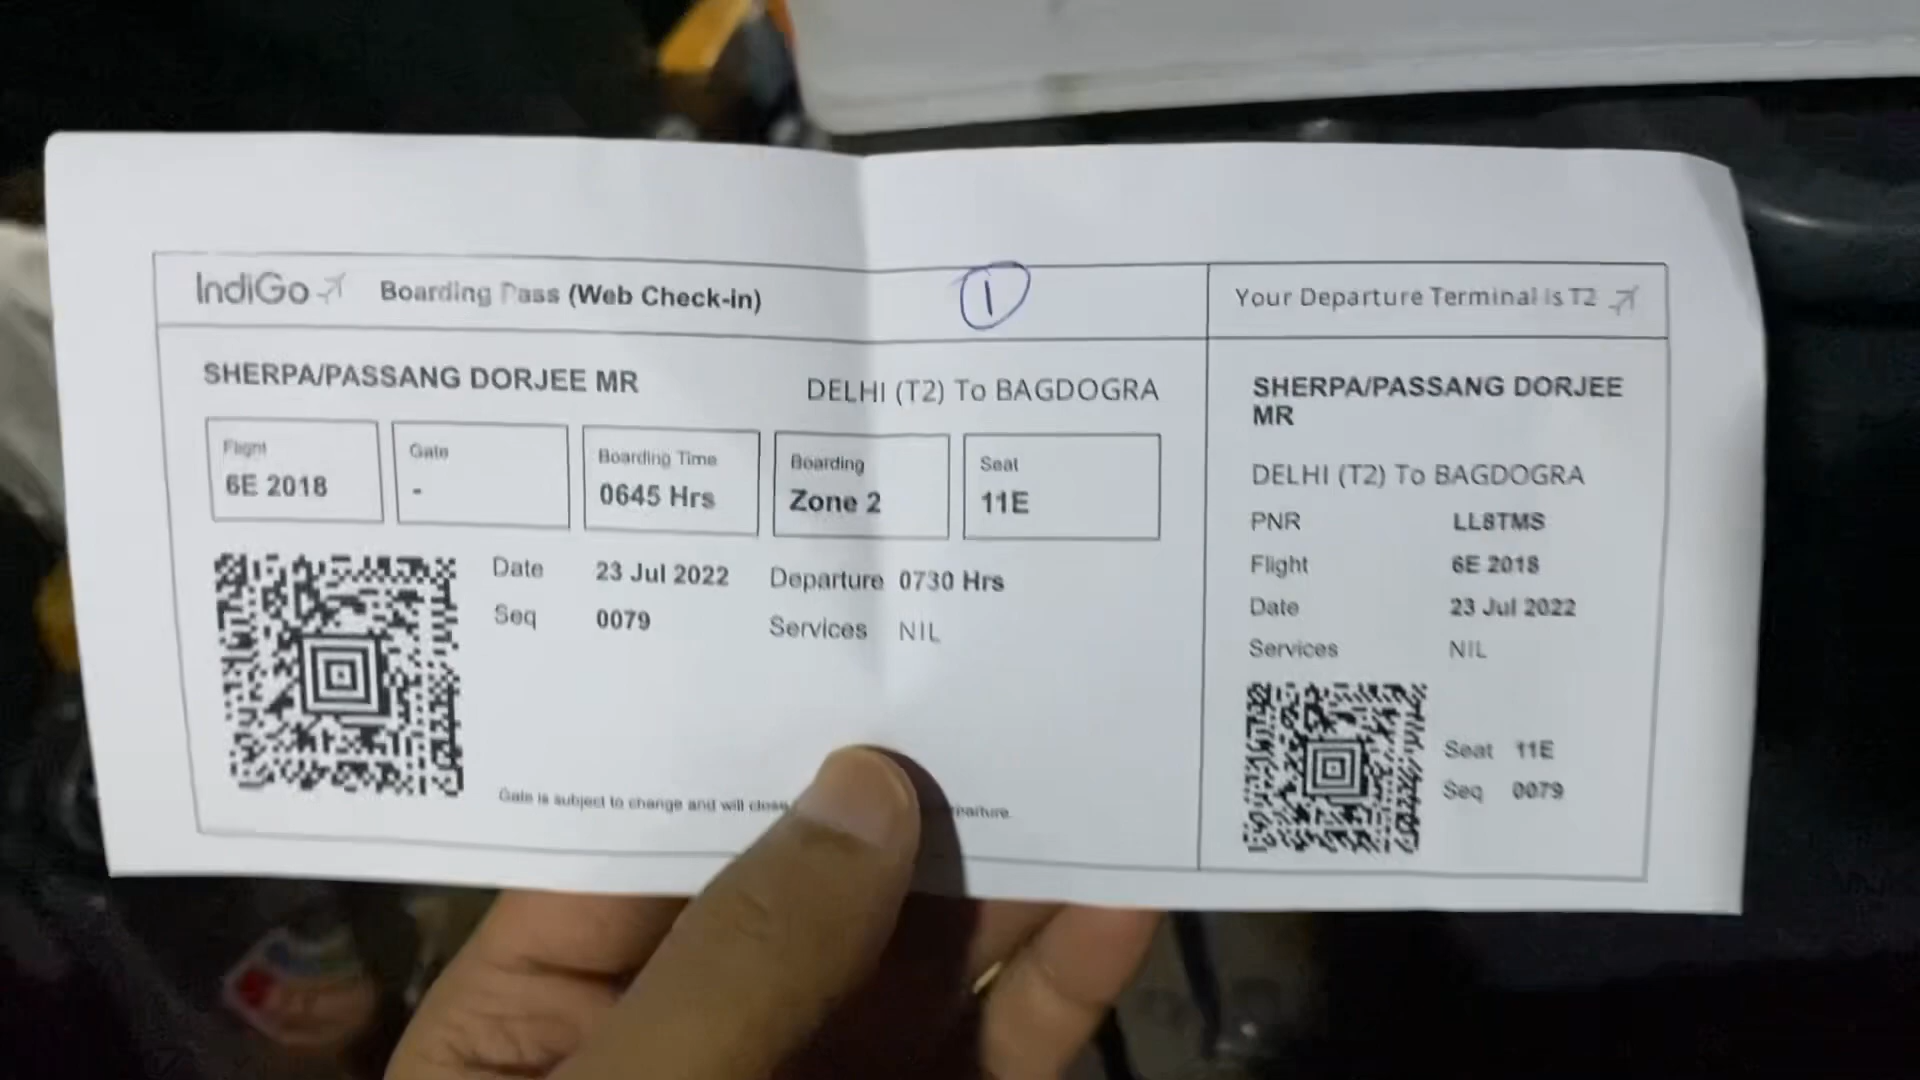 IndiGo Boarding Pass (Web Check-in)
1
SHERPA/PASSANG DORJEE MR
DELHI (T2) To BAGDOGRA
Flight
6E 2018
Gate
-
Boarding Time
0645 Hrs
Boarding
Zone 2
Seat
11E
Date 23 Jul 2022
Departure 0730 Hrs
Seq 0079
Services NIL
Gate is subject to change and will close
Your Departure Terminal is T2
SHERPA/PASSANG DORJEE
MR
DELHI (T2) To BAGDOGRA
PNR LL8TMS
Flight 6E 2018
Date 23 Jul 2022
Services NIL
Seat 11E
Seq 0079